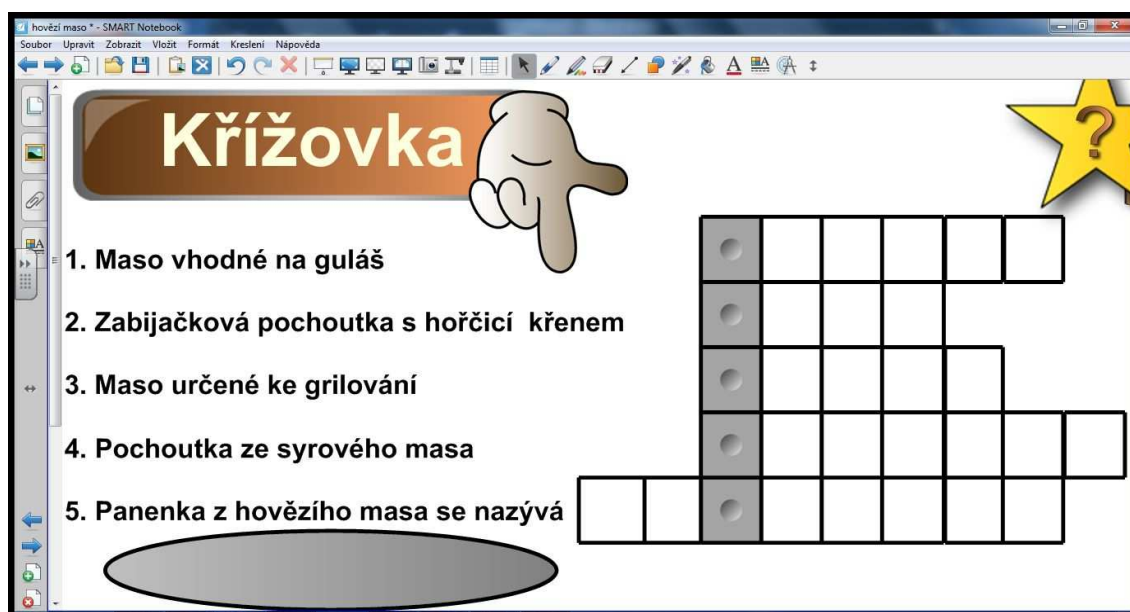 hovězí maso * - SMART Notebook
Soubor Upravit Zobrazit Vložit Formát Kreslení Nápověda
Křížovka
?
1. Maso vhodné na guláš
2. Zabijačková pochoutka s hořčicí křenem
3. Maso určené ke grilování
4. Pochoutka ze syrového masa
5. Panenka z hovězího masa se nazývá